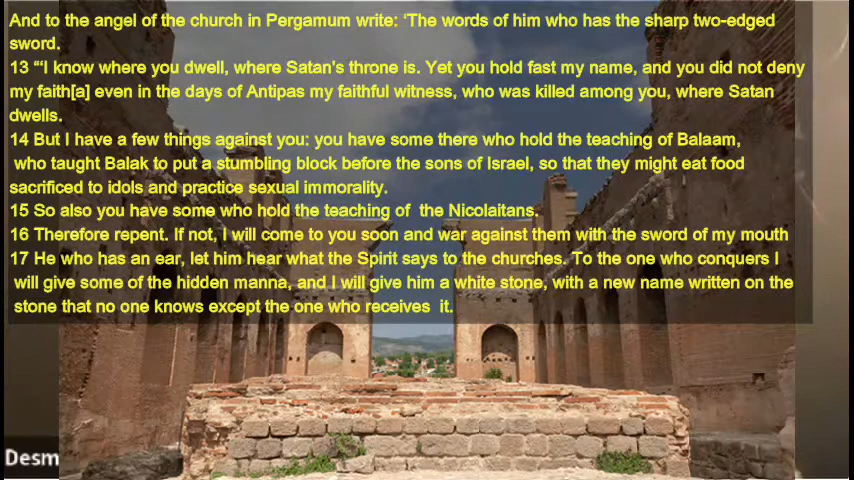 And to the angel of the church in Pergamum write: ‘The words of him who has the sharp two-edged
sword.
13 “‘I know where you dwell, where Satan's throne is. Yet you hold fast my name, and you did not deny
my faith[a] even in the days of Antipas my faithful witness, who was killed among you, where Satan
dwells.
14 But I have a few things against you: you have some there who hold the teaching of Balaam,
who taught Balak to put a stumbling block before the sons of Israel, so that they might eat food
sacrificed to idols and practice sexual immorality.
15 So also you have some who hold the teaching of the Nicolaitans.
16 Therefore repent. If not, I will come to you soon and war against them with the sword of my mouth
17 He who has an ear, let him hear what the Spirit says to the churches. To the one who conquers I
will give some of the hidden manna, and I will give him a white stone, with a new name written on the
stone that no one knows except the one who receives it.
Desm